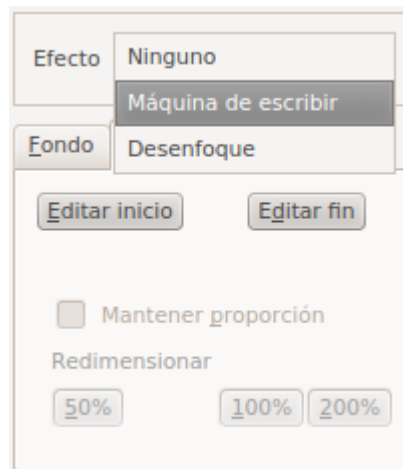 Efecto Ninguno
Máquina de escribir
Fondo Desenfoque
Editar inicio Editar fin
Mantener proporción
Redimensionar
50% 100% 200%